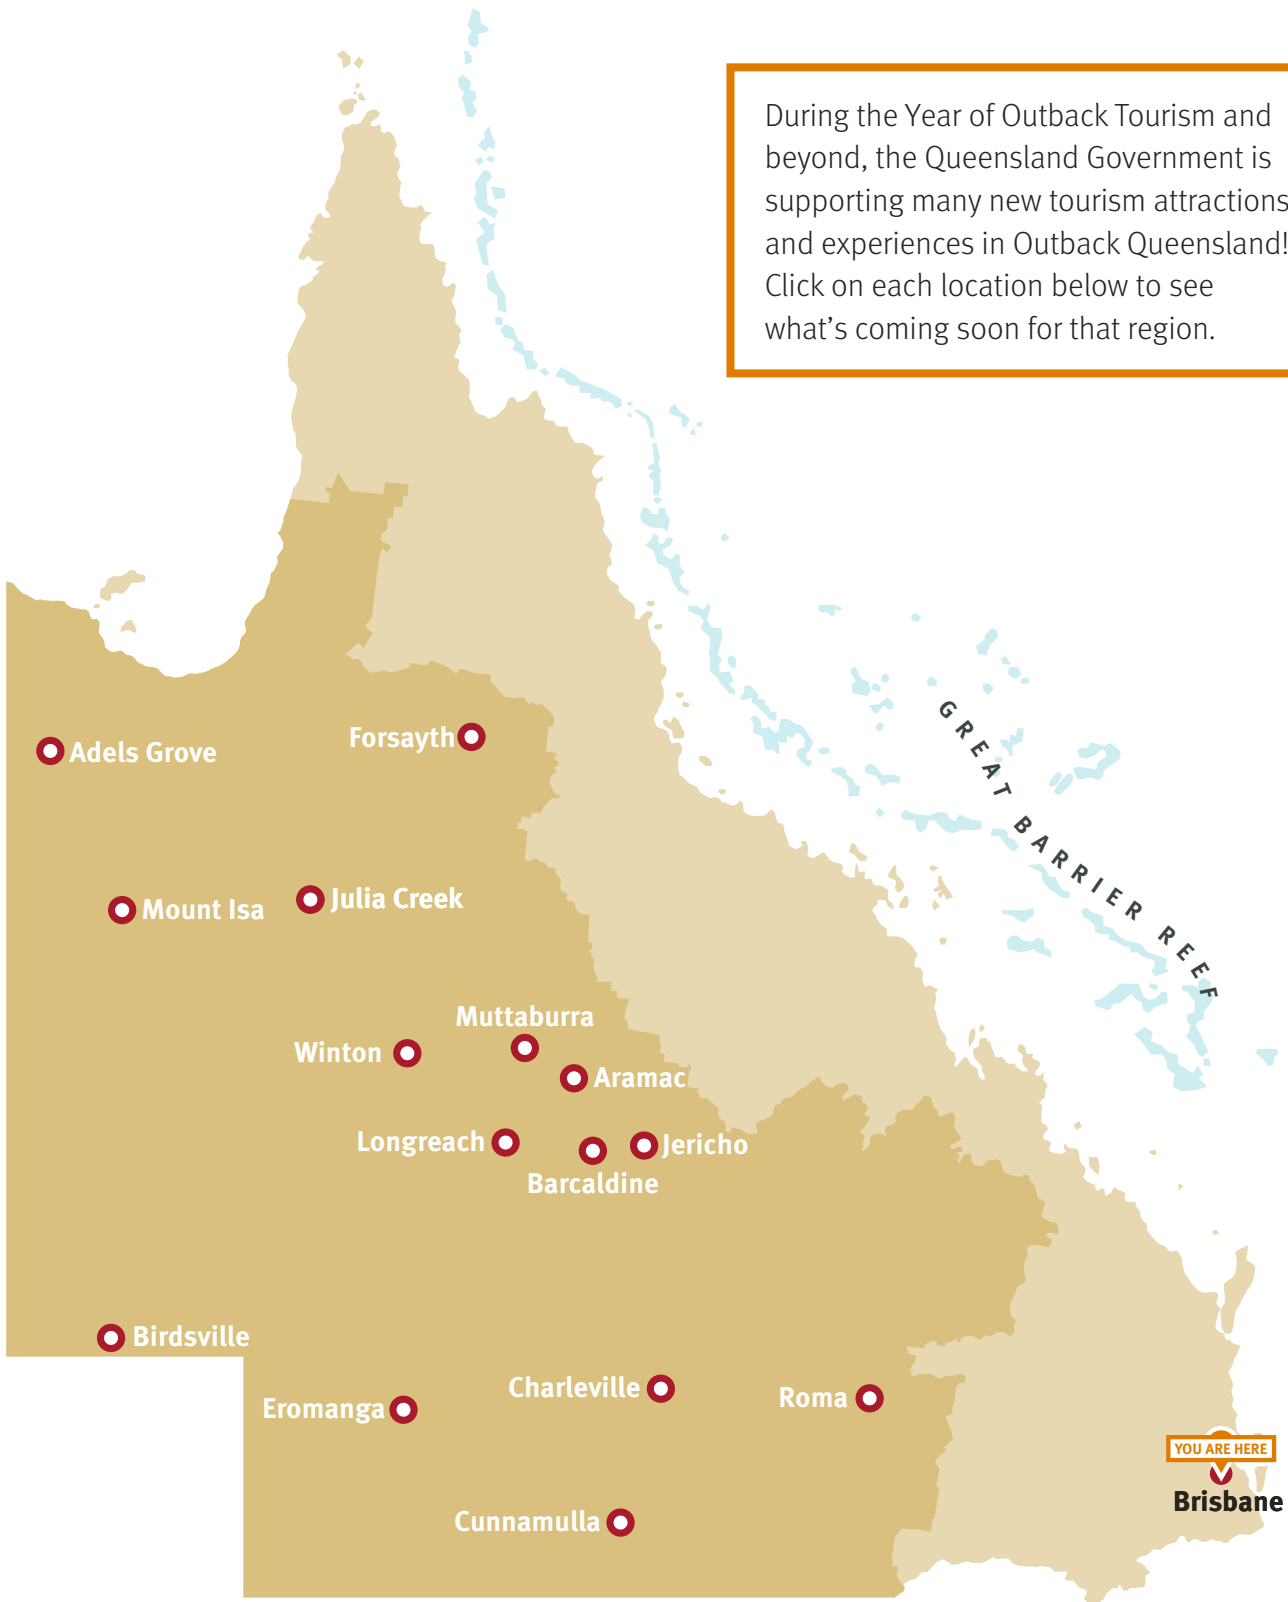 During the Year of Outback Tourism and
beyond, the Queensland Government is
supporting many new tourism attractions
and experiences in Outback Queensland!
Click on each location below to see
what's coming soon for that region.
GREAT BARRIER REEF
Forsayth
Adels Grove
Julia Creek
Mount Isa
Muttaburra
Winton
Aramac
Longreach
Jericho
Barcaldine
Birdsville
Charleville
Roma
Eromanga
YOU ARE HERE
Brisbane
Cunnamulla